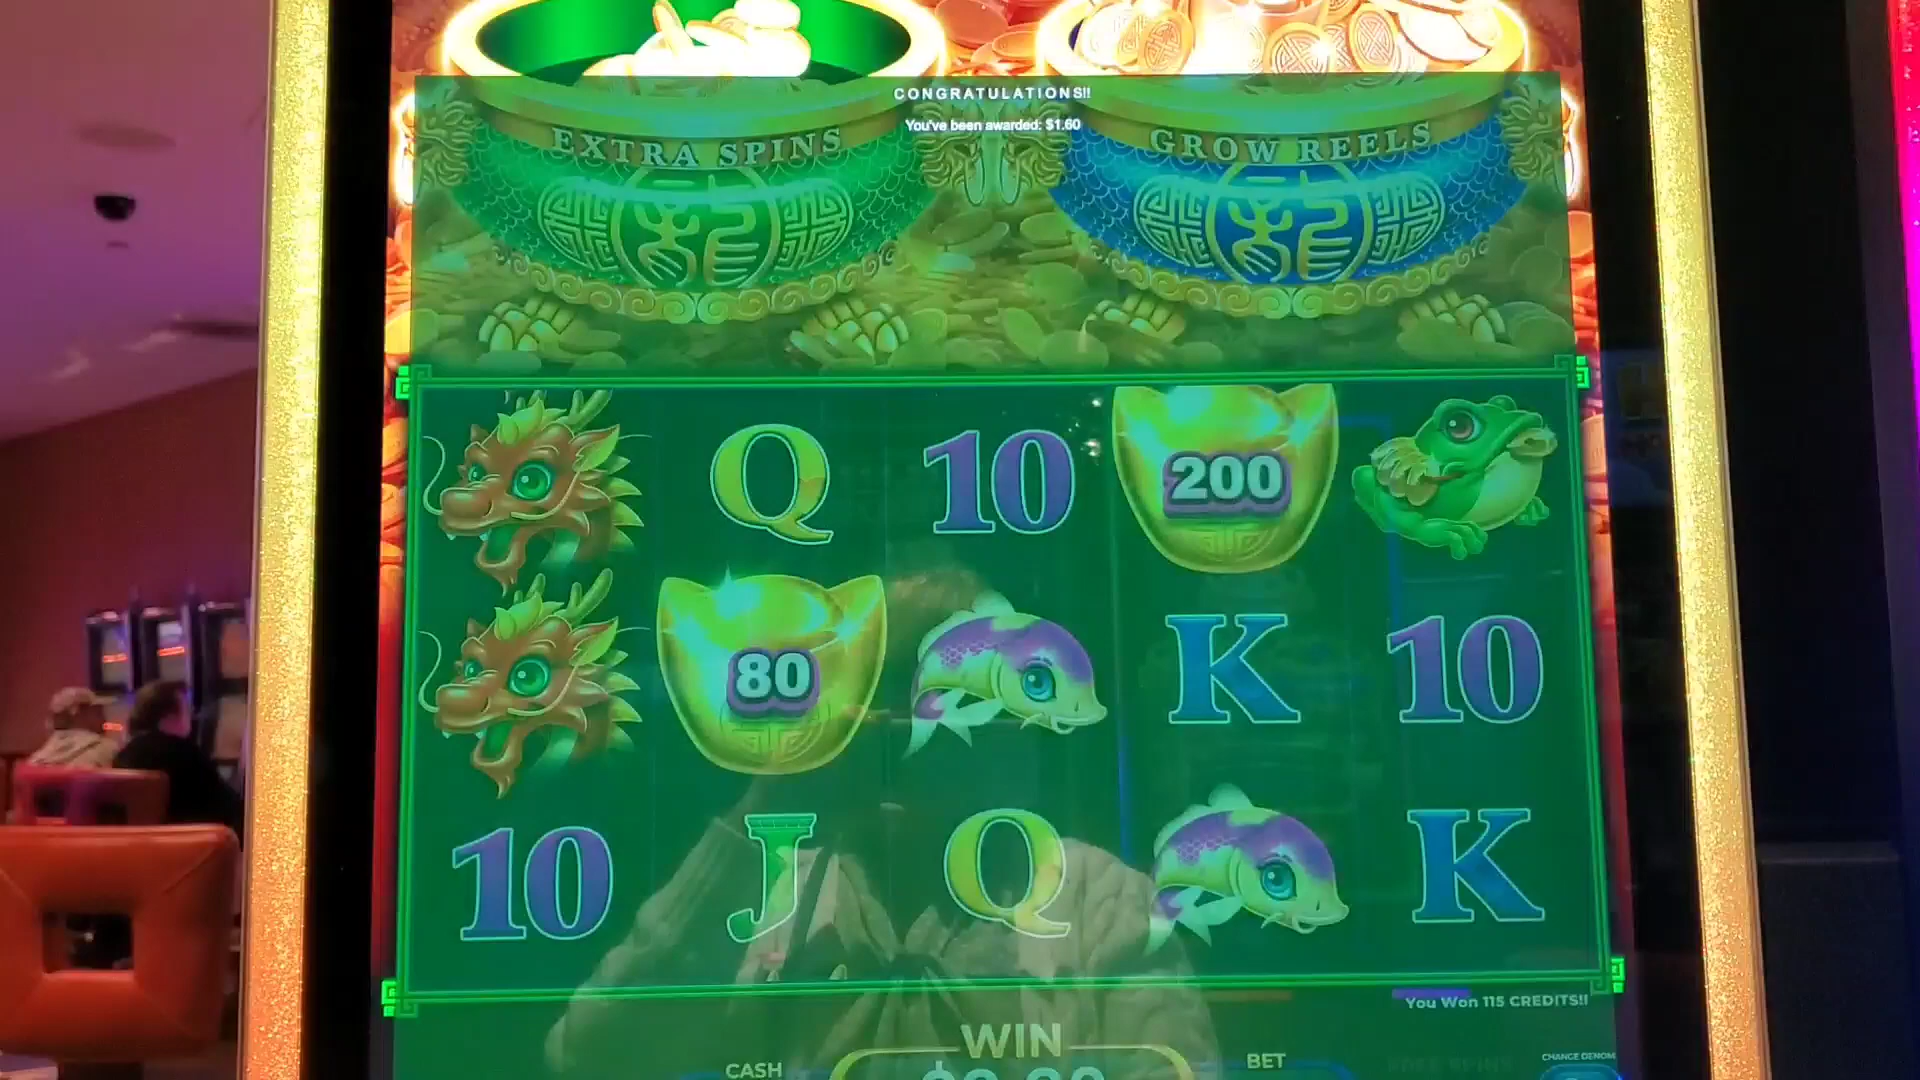 CONGRATULATIONS!!
You've been awarded: $1.60
EXTRA SPINS
GROW REELS
Q
10
200
80
K
10
10
J
Q
K
You Won 115 CREDITS!!
WIN
CASH
BET
CHANGE DENOM